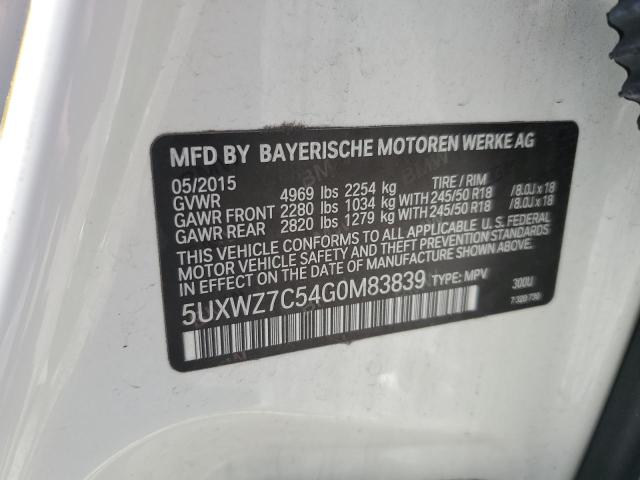 MFD BY BAYERISCHE MOTOREN WERKE AG
05/2015 TIRE / RIM
GVWR 4969 lbs 2254 kg
GAWR FRONT 2280 lbs 1034 kg WITH 245/50 R18 /8.0J x 18
GAWR REAR 2820 lbs 1279 kg WITH 245/50 R18 /8.0J x 18
THIS VEHICLE CONFORMS TO ALL APPLICABLE U.S. FEDERAL
MOTOR VEHICLE SAFETY AND THEFT PREVENTION STANDARDS
IN EFFECT ON THE DATE OF MANUFACTURE SHOWN ABOVE.
5UXWZ7C54G0M83839 TYPE: MPV 300U